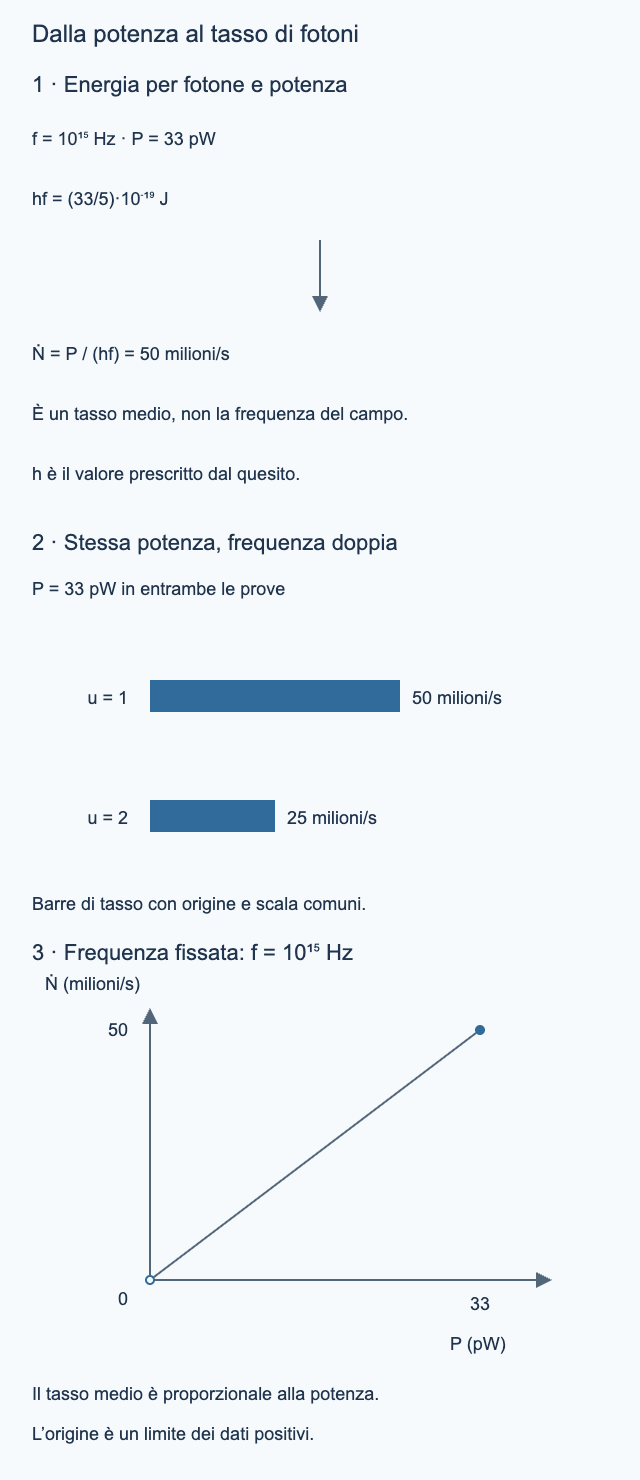 Dalla potenza al tasso di fotoni
1 · Energia per fotone e potenza
f = 10¹⁵ Hz · P = 33 pW
hf = (33/5)·10⁻¹⁹ J
Ṅ = P / (hf) = 50 milioni/s
È un tasso medio, non la frequenza del campo.
h è il valore prescritto dal quesito.
2 · Stessa potenza, frequenza doppia
P = 33 pW in entrambe le prove
u = 1 50 milioni/s
u = 2 25 milioni/s
Barre di tasso con origine e scala comuni.
3 · Frequenza fissata: f = 10¹⁵ Hz
Ṅ (milioni/s)
50
0
33
P (pW)
Il tasso medio è proporzionale alla potenza.
L’origine è un limite dei dati positivi.